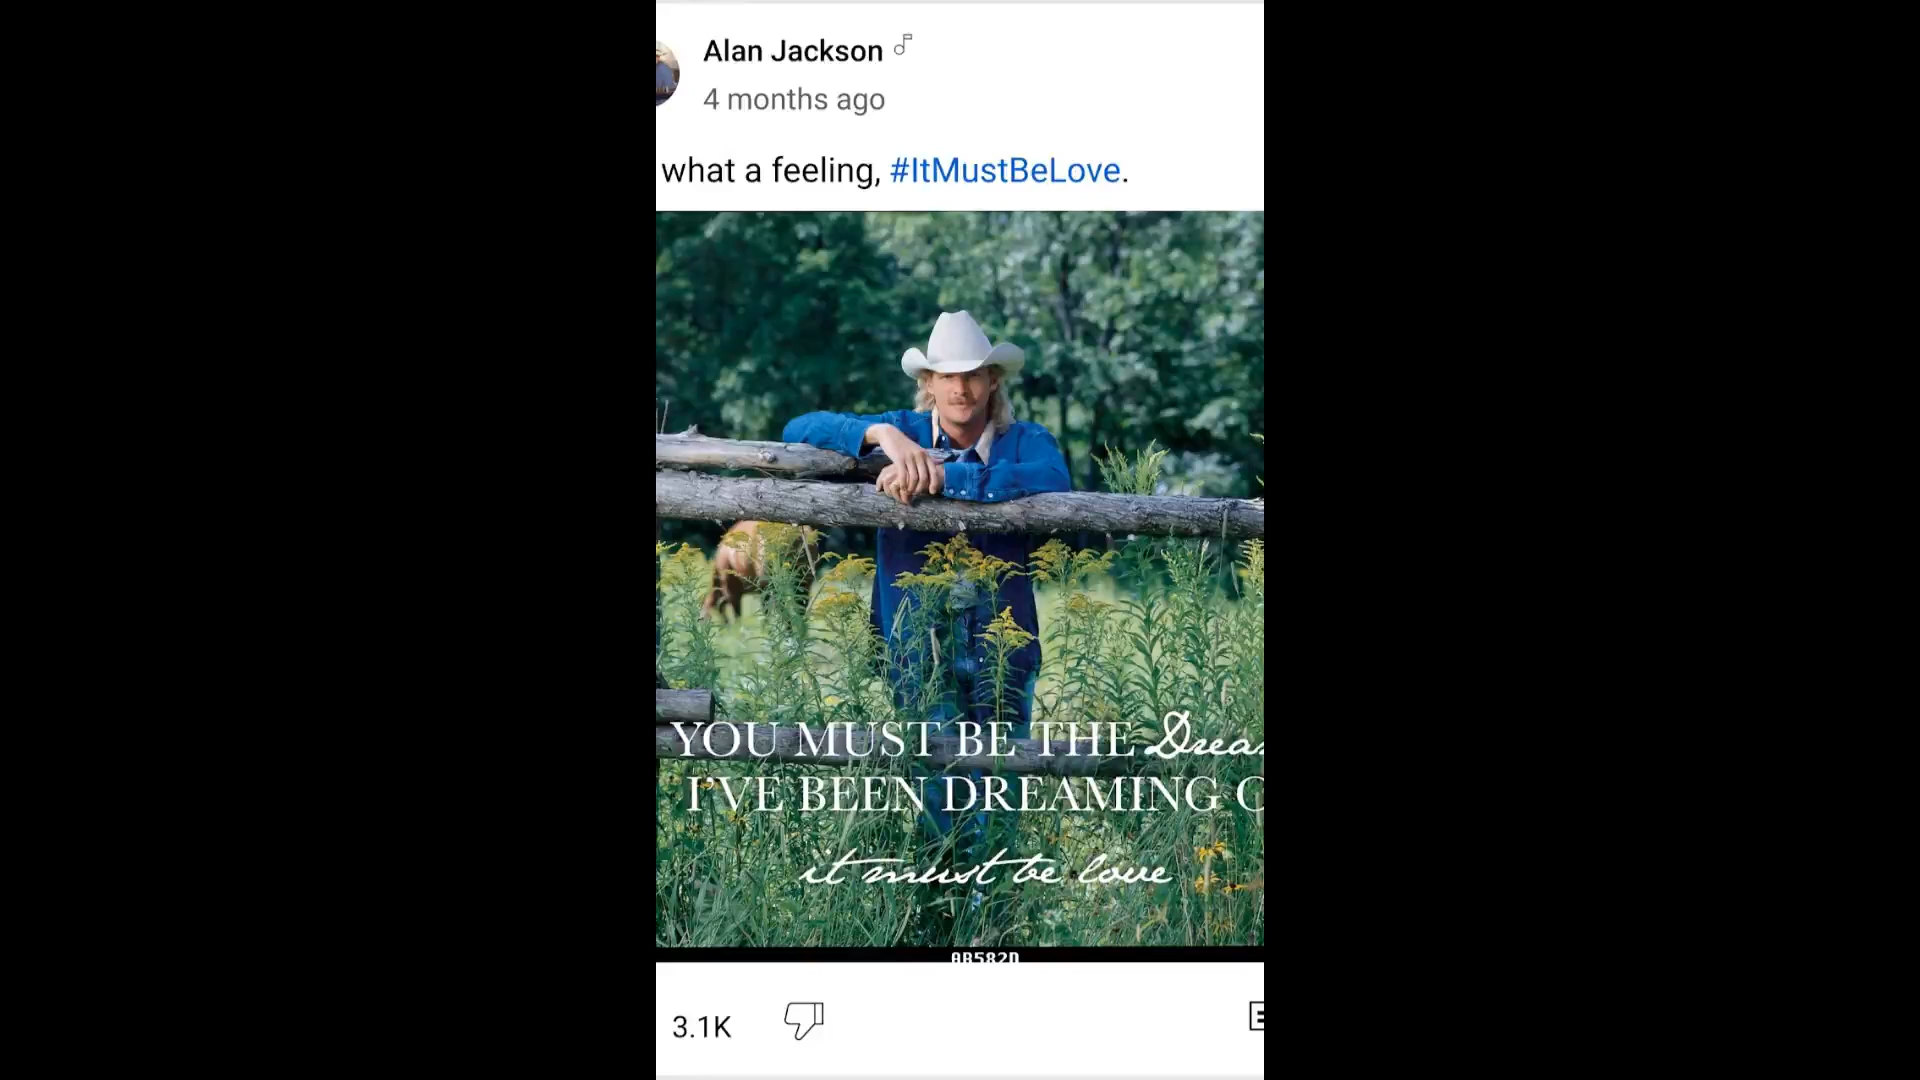 Alan Jackson
4 months ago
what a feeling, #ItMustBeLove.
YOU MUST BE THE
I'VE BEEN DREAMING
it must be love
AB582D
3.1K